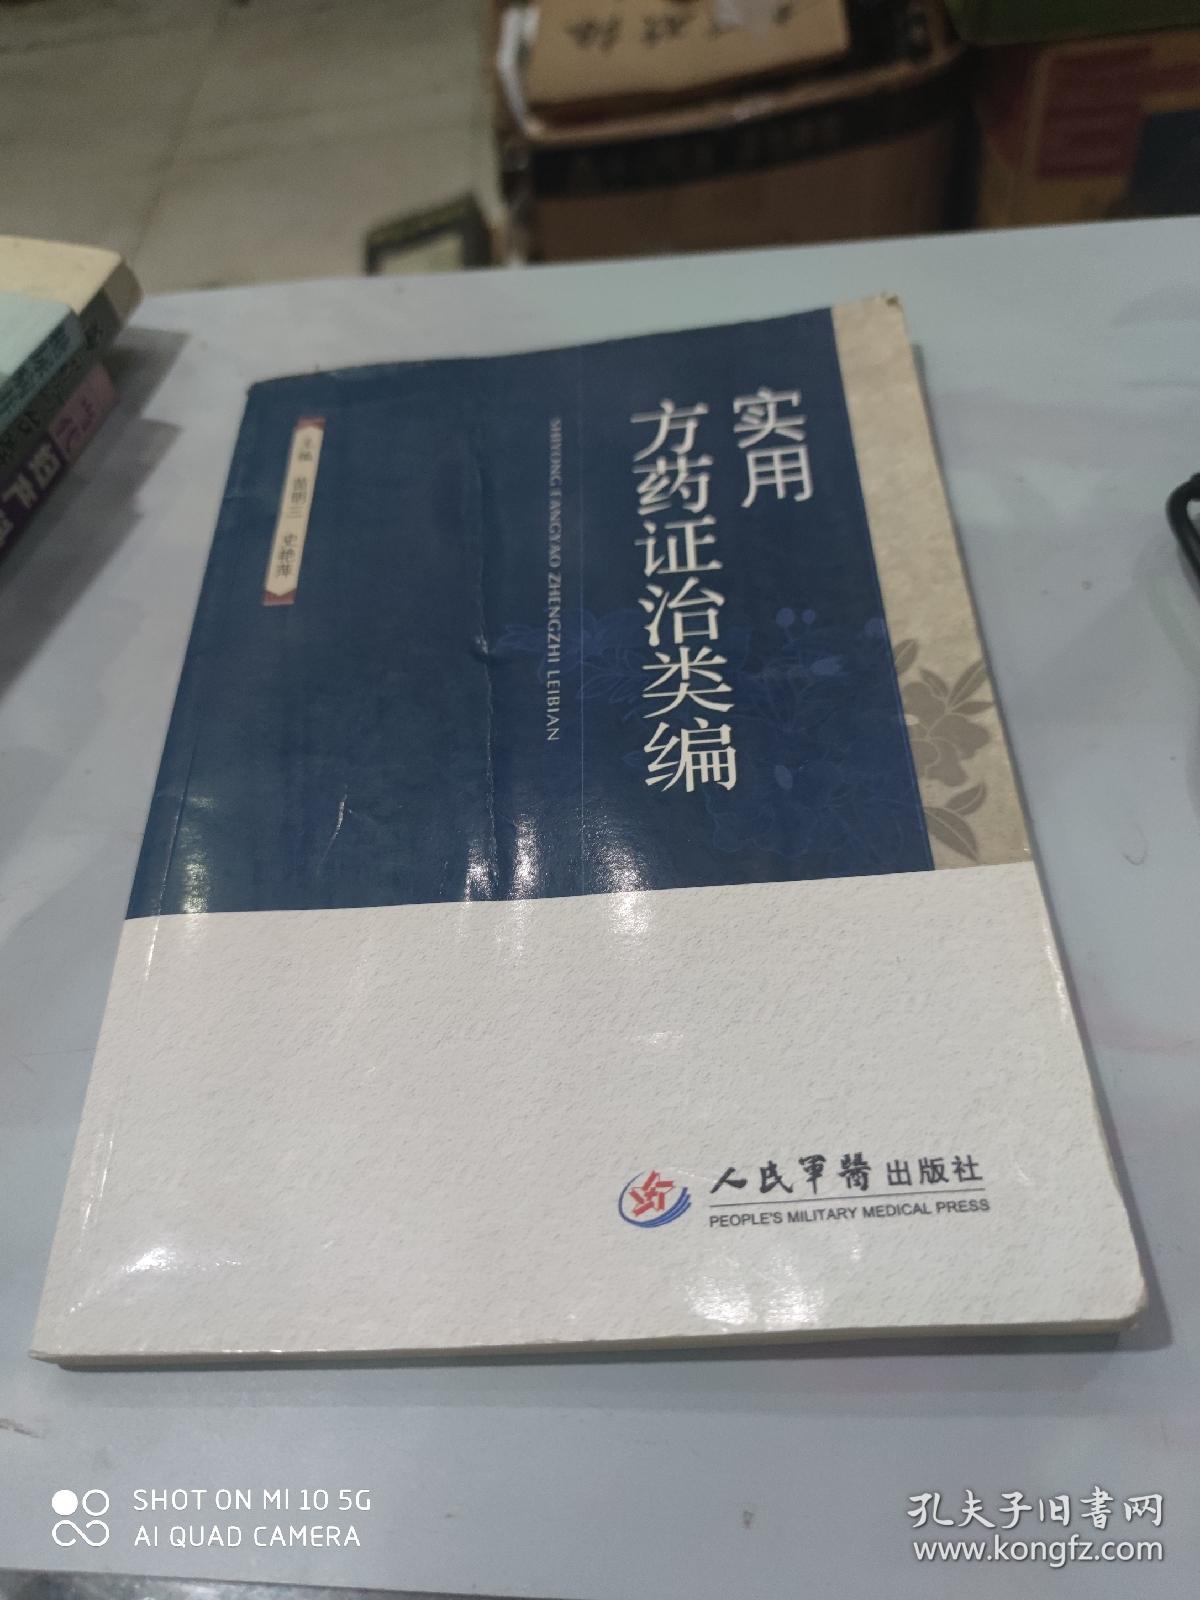 实用
方药证治类编
SHIYONG FANGYAO ZHENGZHI LEIBIAN
主编 苗明三 史艳萍
人民军醫出版社
PEOPLE'S MILITARY MEDICAL PRESS
SHOT ON MI 10 5G
AI QUAD CAMERA
孔夫子旧书网
www.kongfz.com